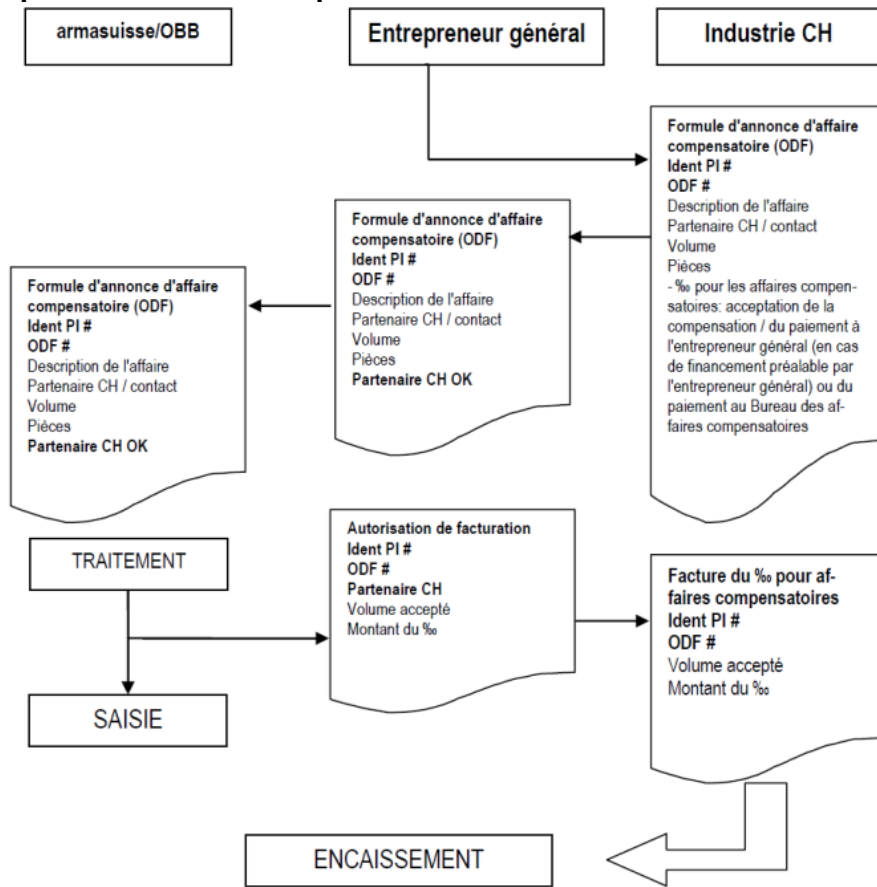 armasuisse/OBB
Entrepreneur général
Industrie CH
Formule d'annonce d'affaire
compensatoire (ODF)
Ident PI #
ODF #
Description de l'affaire
Partenaire CH / contact
Volume
Pièces
- ‰ pour les affaires compen-
satoires: acceptation de la
compensation / du paiement à
l'entrepreneur général (en cas
de financement préalable par
l'entrepreneur général) ou du
paiement au Bureau des af-
faires compensatoires
Formule d'annonce d'affaire
compensatoire (ODF)
Ident PI #
ODF #
Description de l'affaire
Partenaire CH / contact
Volume
Pièces
Partenaire CH OK
Formule d'annonce d'affaire
compensatoire (ODF)
Ident PI #
ODF #
Description de l'affaire
Partenaire CH / contact
Volume
Pièces
Partenaire CH OK
TRAITEMENT
Autorisation de facturation
Ident PI #
ODF #
Partenaire CH
Volume accepté
Montant du ‰
Facture du ‰ pour af-
faires compensatoires
Ident PI #
ODF #
Volume accepté
Montant du ‰
SAISIE
ENCAISSEMENT